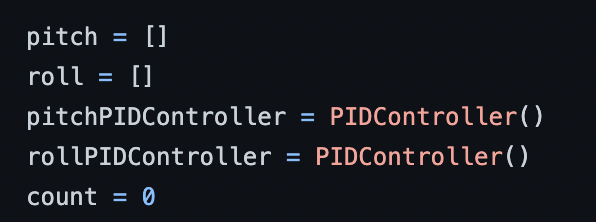 pitch = []
roll = []
pitchPIDController = PIDController()
rollPIDController = PIDController()
count = 0